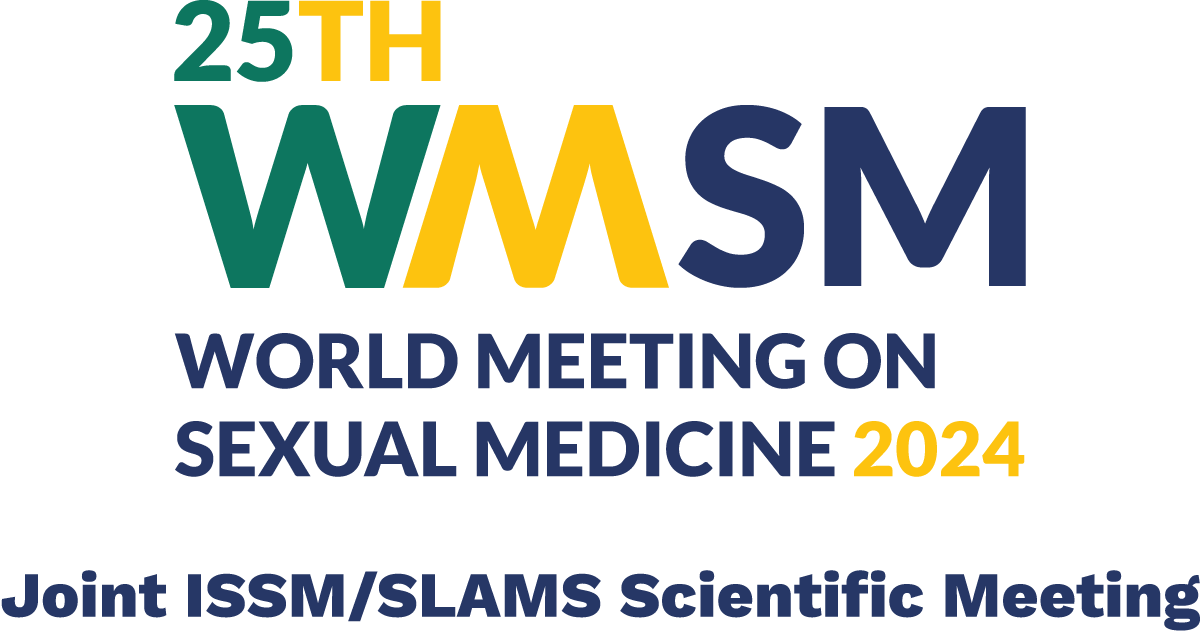 25TH
WMSM
WORLD MEETING ON
SEXUAL MEDICINE 2024
Joint ISSM/SLAMS Scientific Meeting